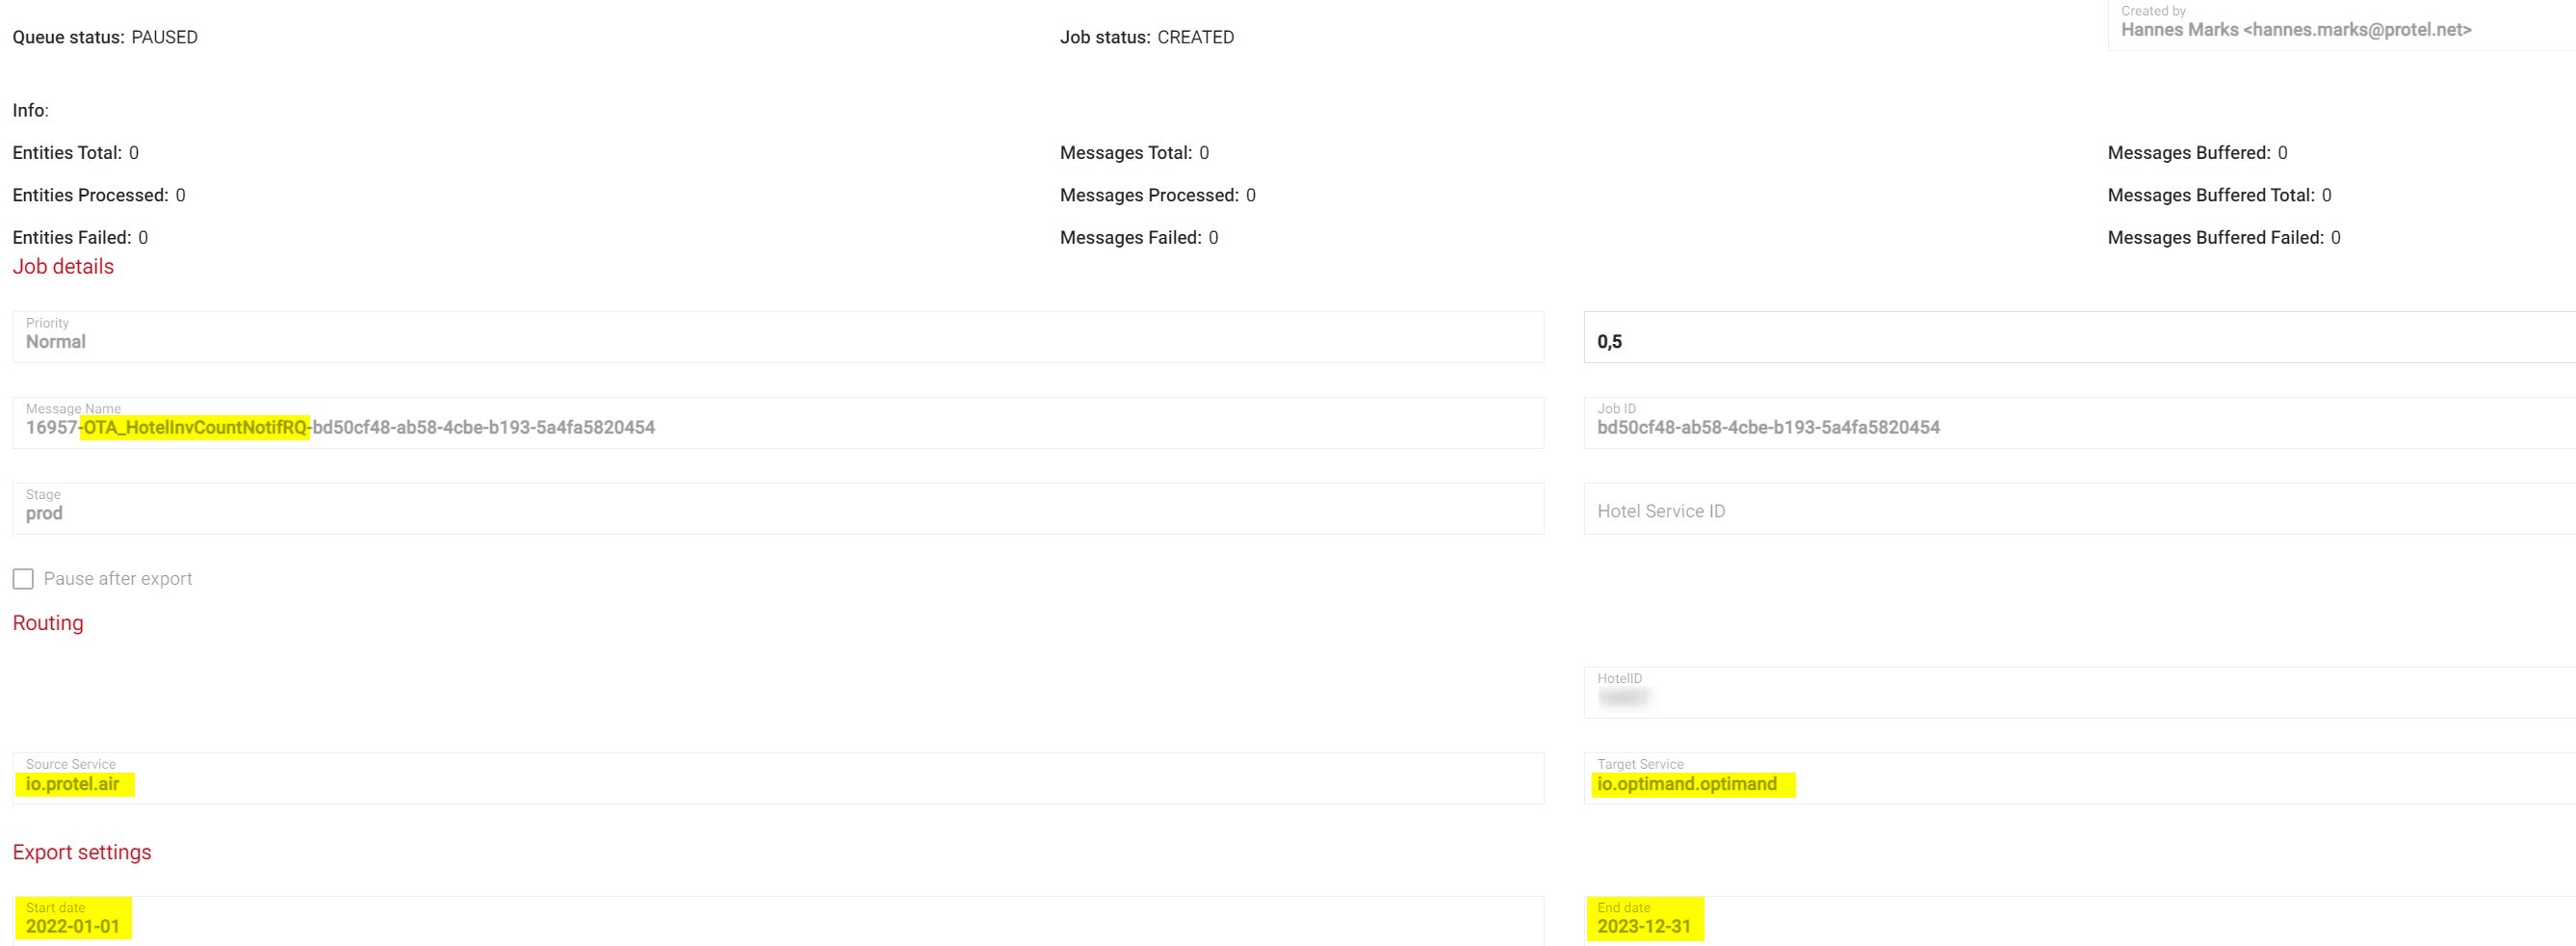 Created by
Queue status: PAUSED
Job status: CREATED
Hannes Marks <hannes.marks@protel.net>
Info:
Entities Total: 0
Messages Total: 0
Messages Buffered: 0
Entities Processed: 0
Messages Processed: 0
Messages Buffered Total: 0
Entities Failed: 0
Messages Failed: 0
Messages Buffered Failed: 0
Job details
Priority
Normal
0,5
Message Name
16957-OTA_HotelInvCountNotifRQ-bd50cf48-ab58-4cbe-b193-5a4fa5820454
Job ID
bd50cf48-ab58-4cbe-b193-5a4fa5820454
Stage
prod
Hotel Service ID
Pause after export
Routing
HotelID
Source Service
io.protel.air
Target Service
io.optimand.optimand
Export settings
Start date
2022-01-01
End date
2023-12-31